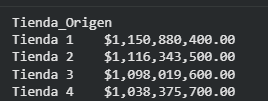 Tienda_Origen
Tienda 1    $1,150,880,400.00
Tienda 2    $1,116,343,500.00
Tienda 3    $1,098,019,600.00
Tienda 4    $1,038,375,700.00